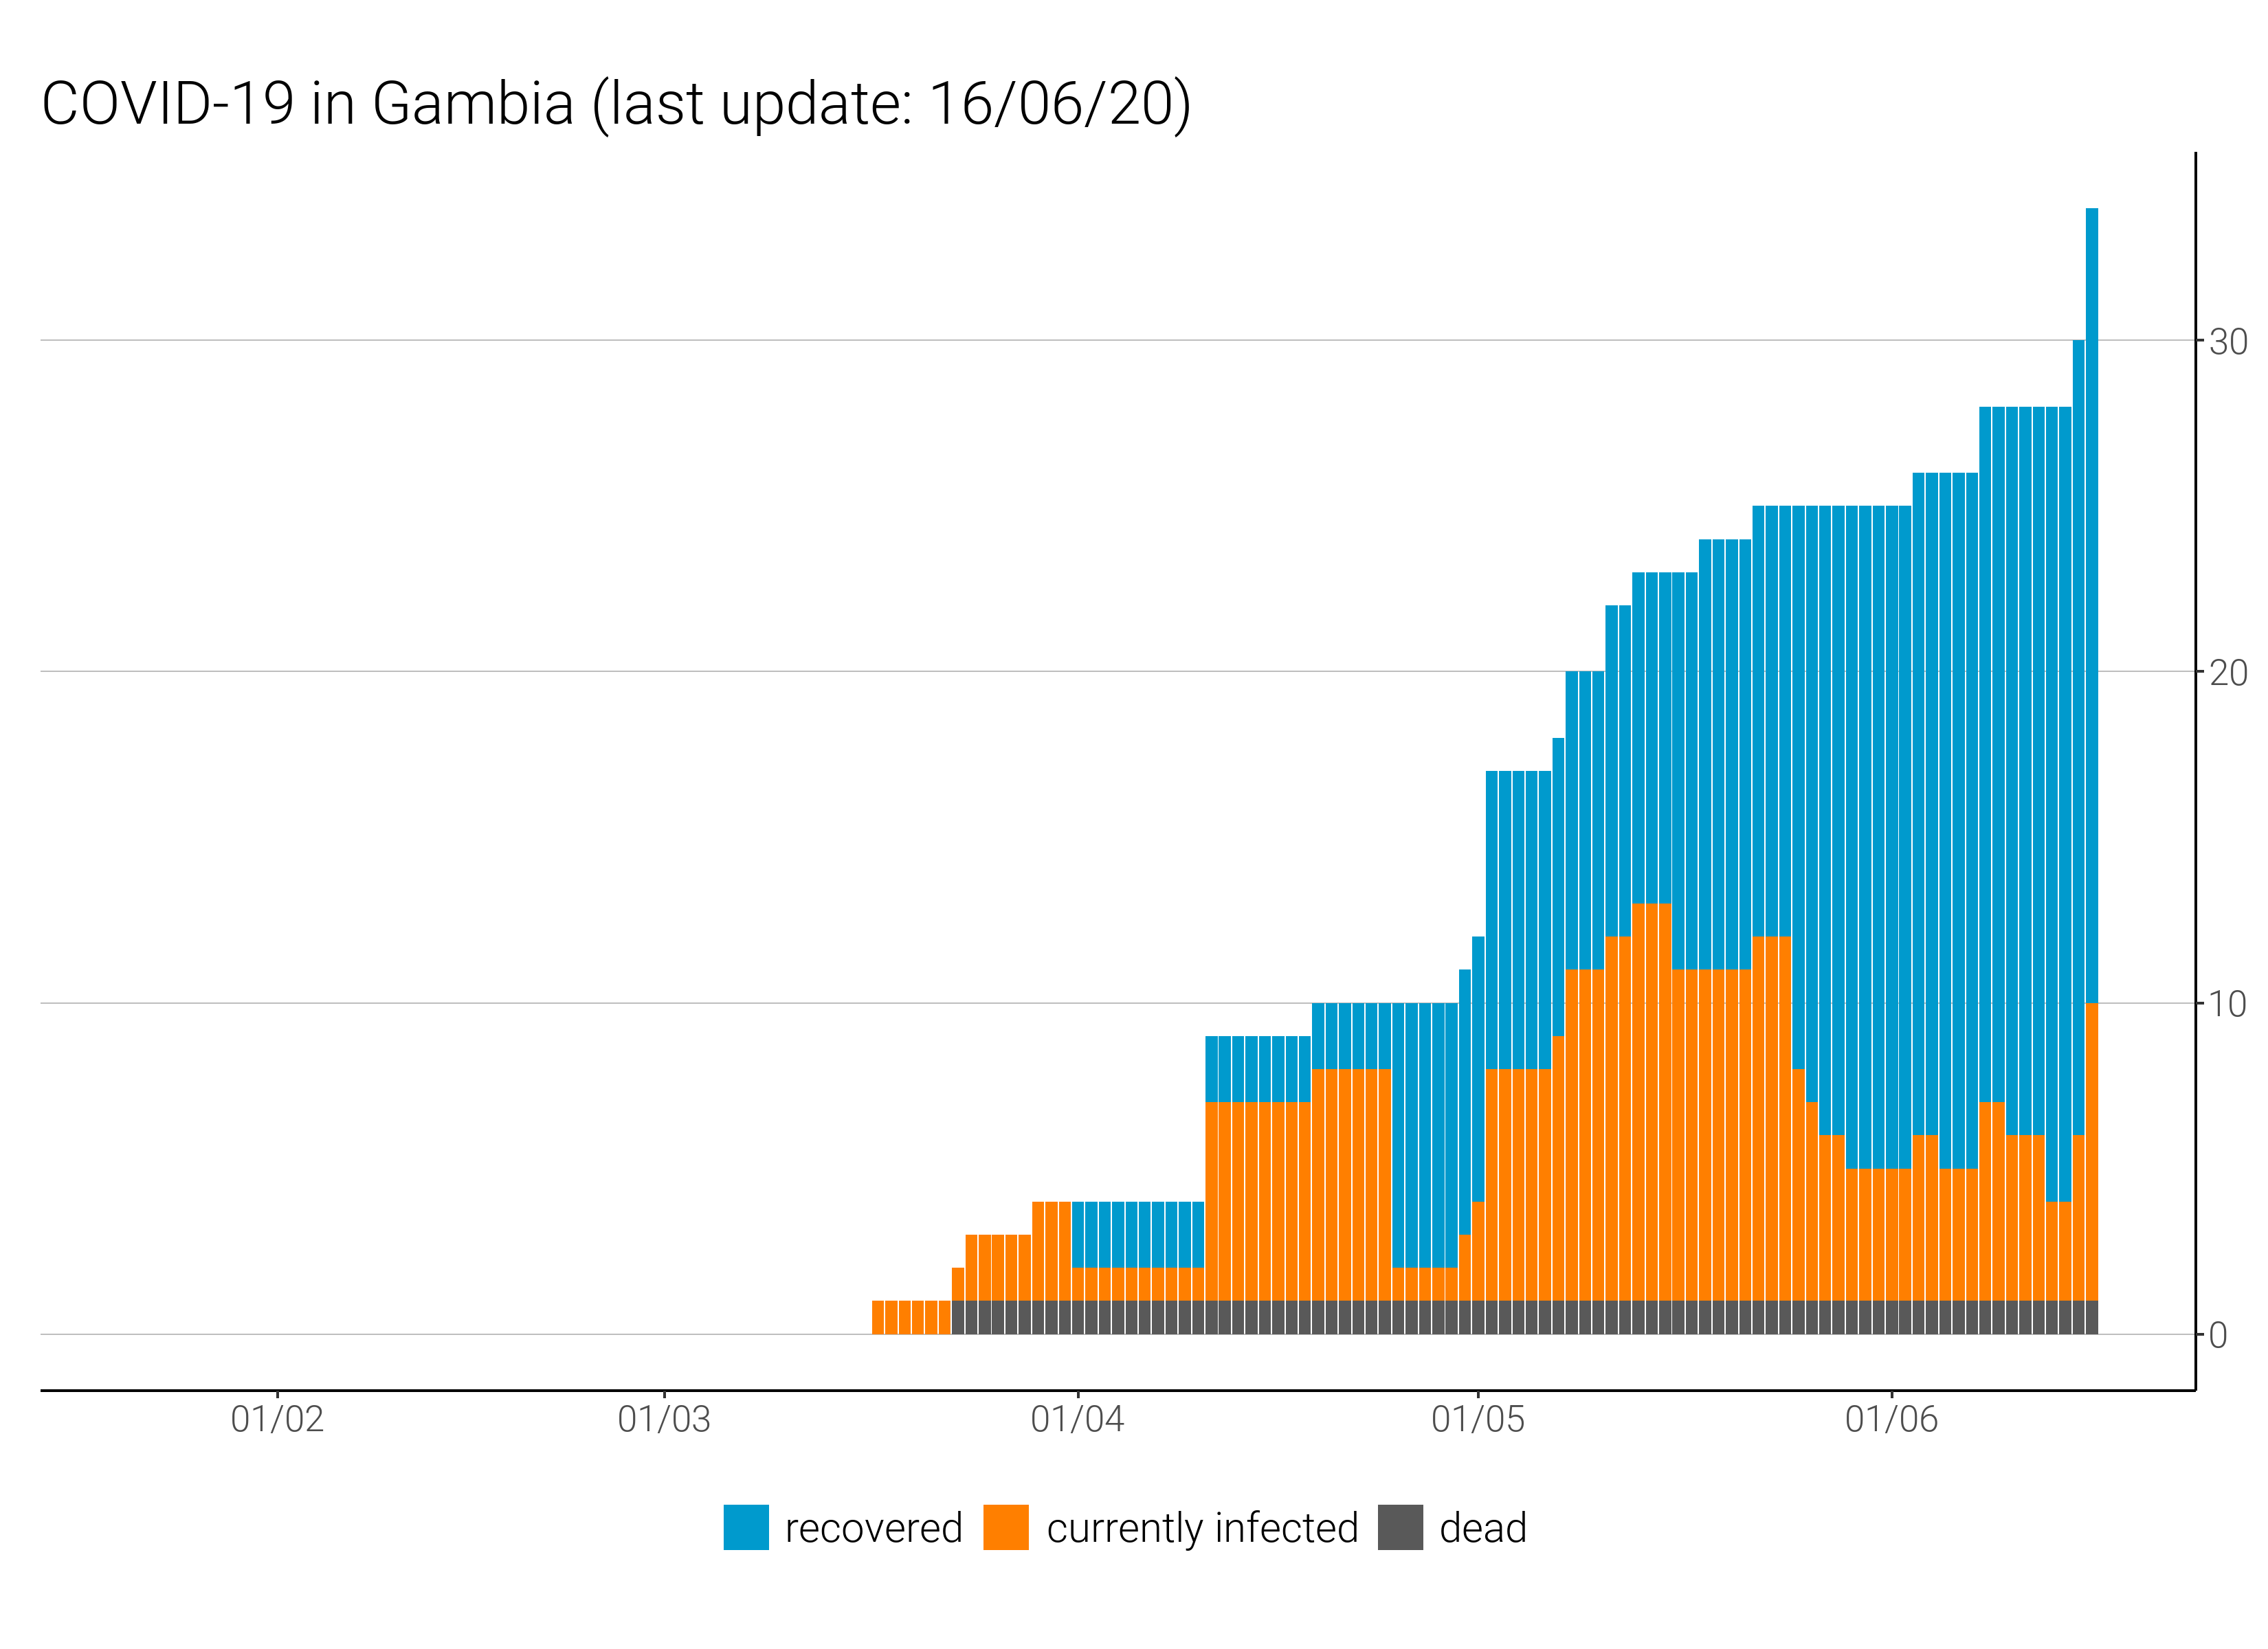 COVID-19 in Gambia (last update: 16/06/20)
30
20
10
0
01/02 01/03 01/04 01/05 01/06
recovered currently infected dead